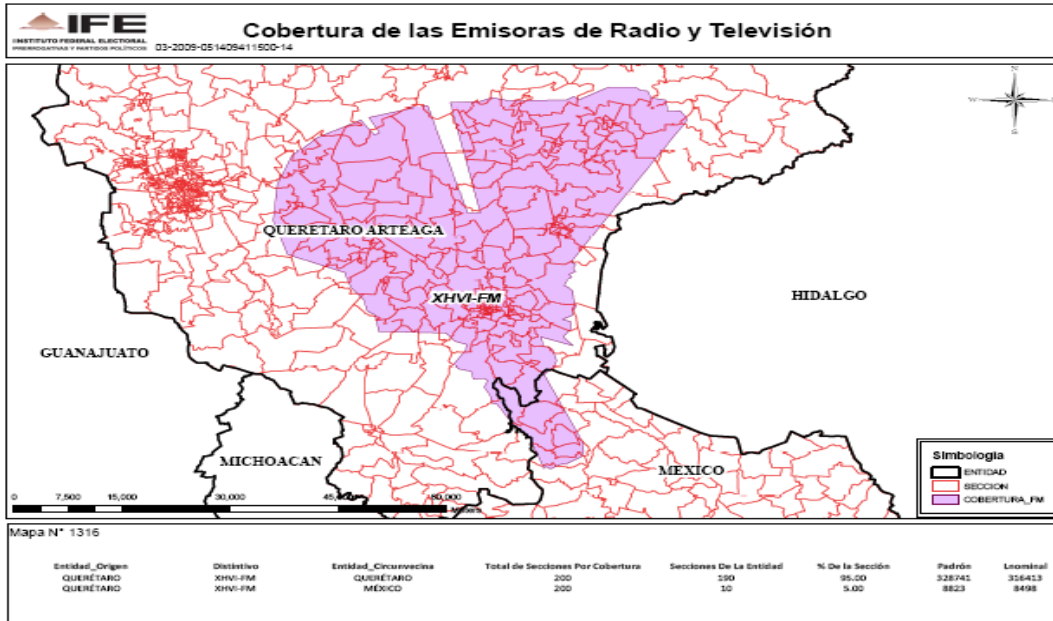 IFE
INSTITUTO FEDERAL ELECTORAL
PRERROGATIVAS Y PARTIDOS POLÍTICOS
03-2009-051409411500-14
Cobertura de las Emisoras de Radio y Televisión
N
W
S
QUERETARO ARTEAGA
XHVI-FM
HIDALGO
GUANAJUATO
MICHOACAN
MEXICO
0 7,500 15,000 30,000 45,000 60,000
Simbologia
ENTIDAD
SECCION
COBERTURA_FM
Mapa N° 1316
Entidad_Origen Distintivo Entidad_Circunvecina Total de Secciones Por Cobertura Secciones De La Entidad % De la Sección Padrón Lnominal
QUERÉTARO XHVI-FM QUERÉTARO 200 190 95.00 328741 316413
QUERÉTARO XHVI-FM MÉXICO 200 10 5.00 8823 8498